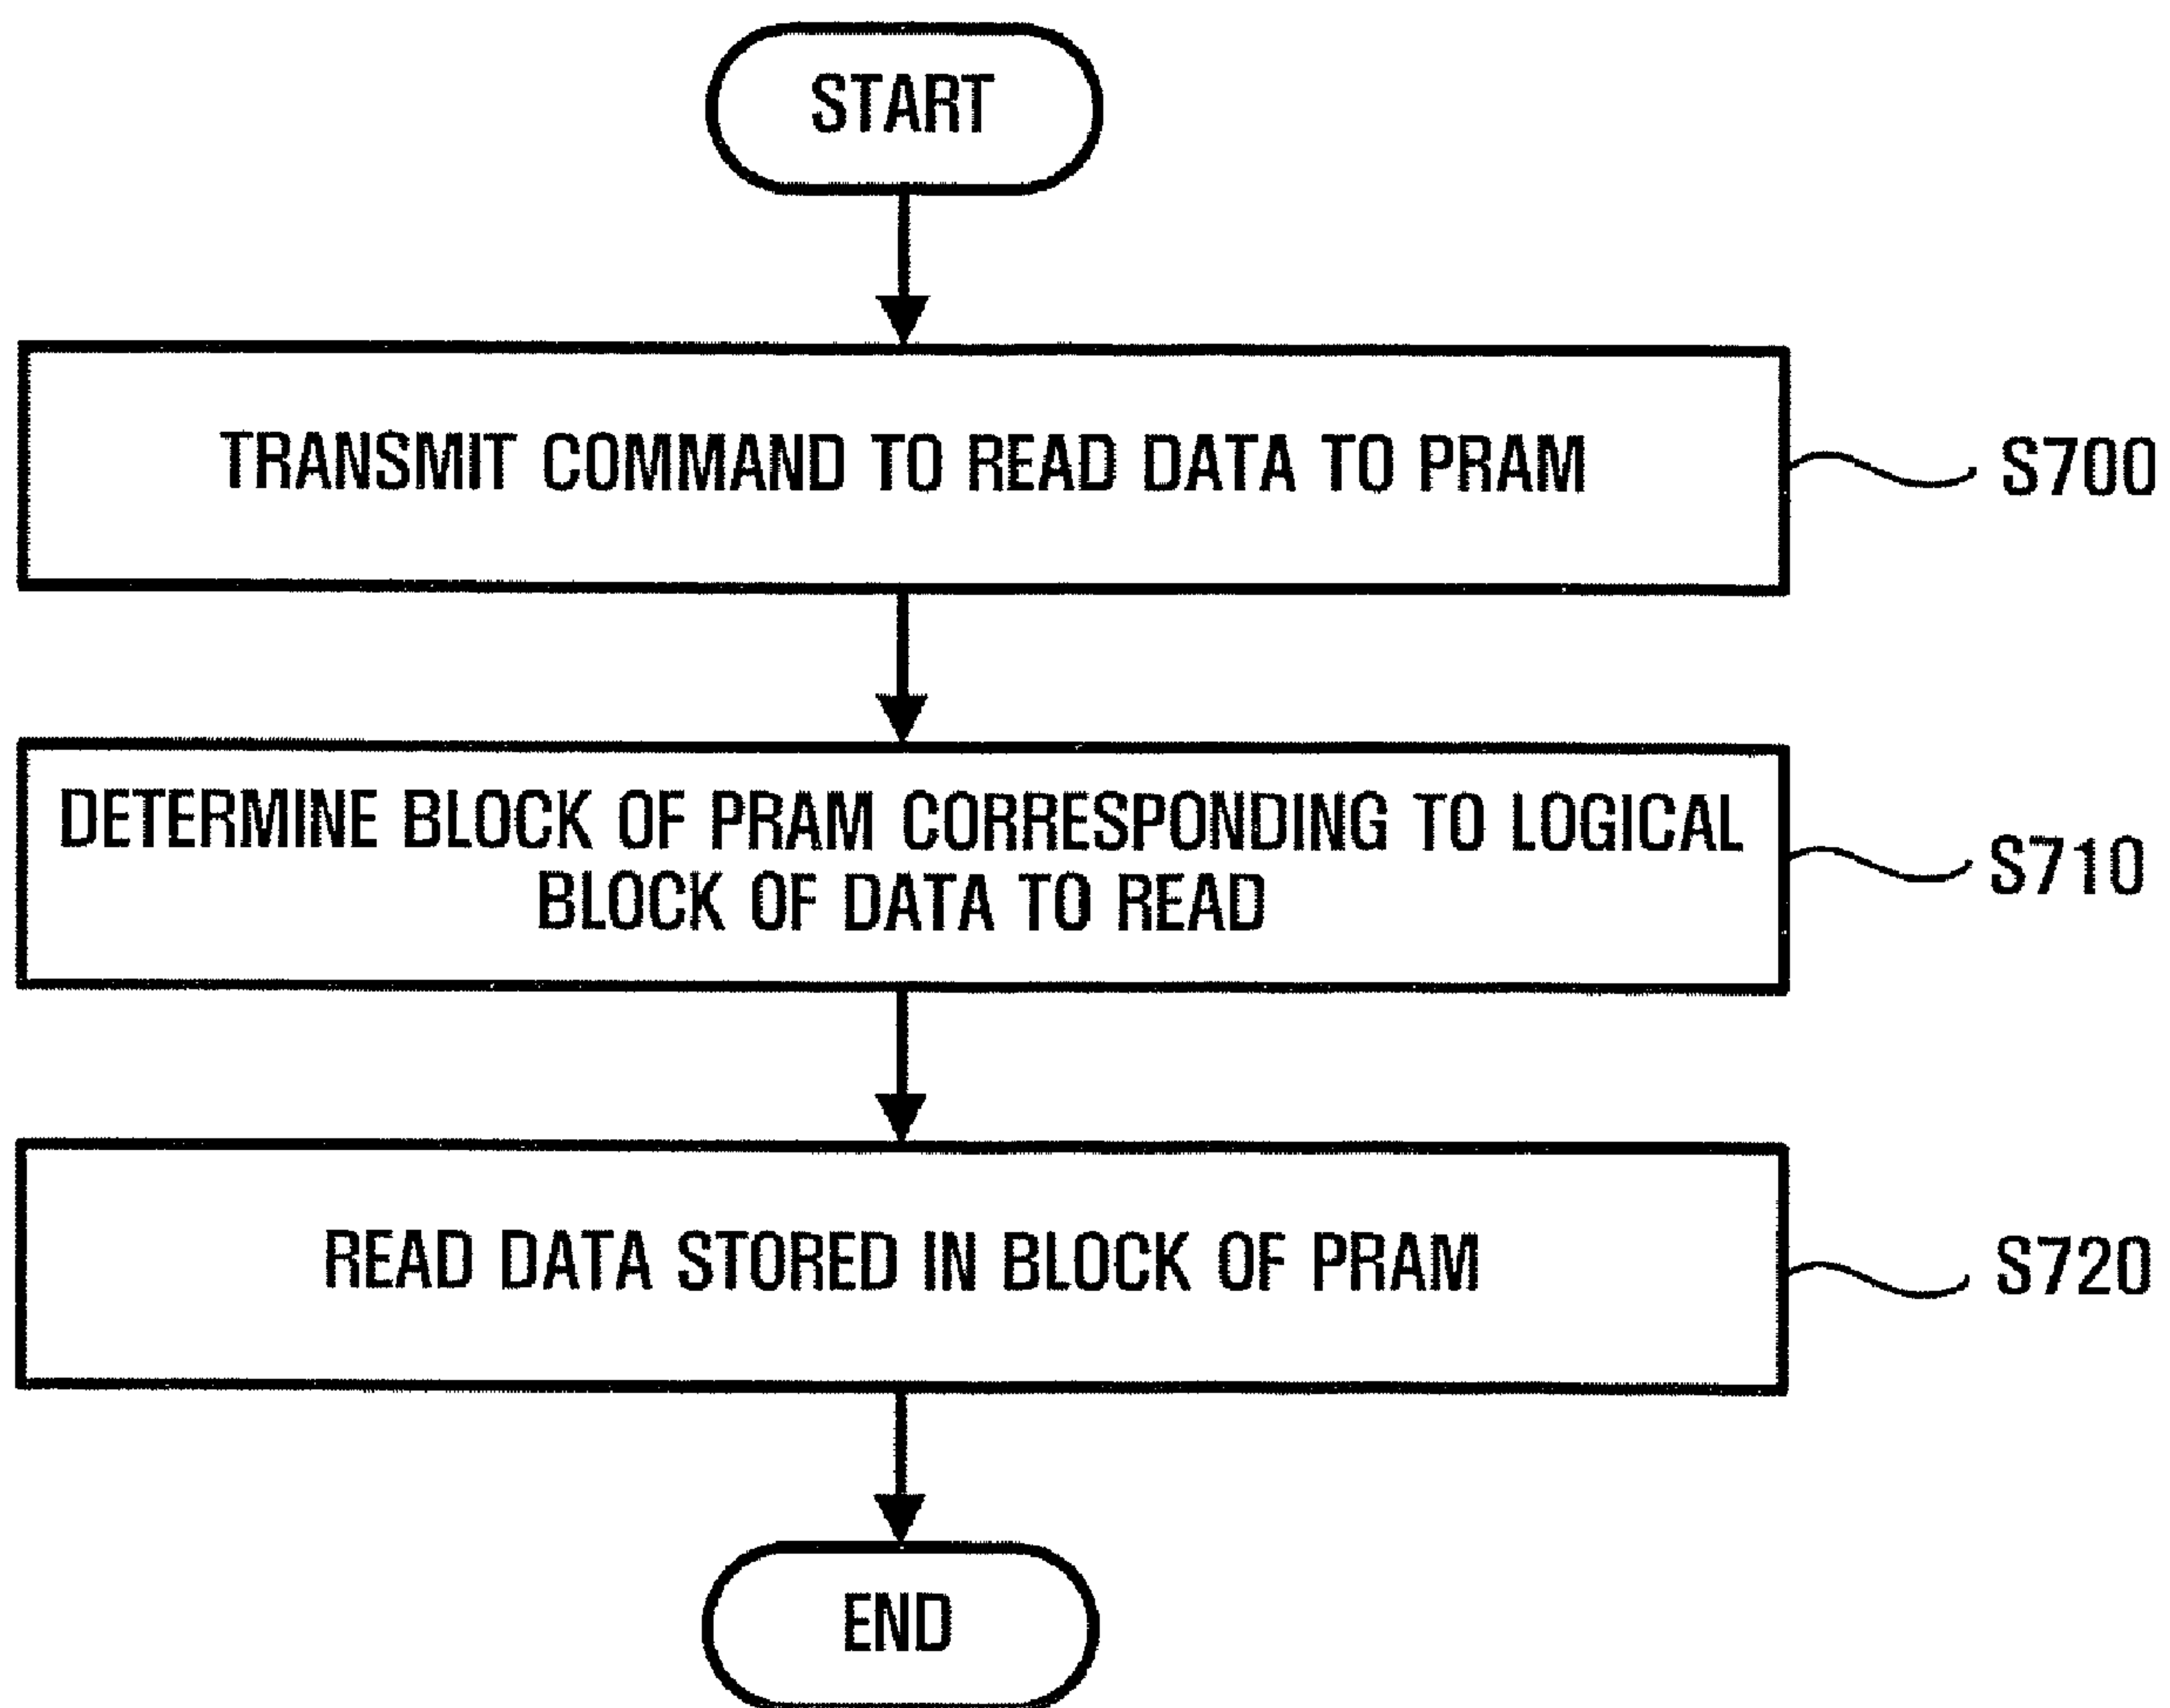 START
TRANSMIT COMMAND TO READ DATA TO PRAM
S700
DETERMINE BLOCK OF PRAM CORRESPONDING TO LOGICAL
BLOCK OF DATA TO READ
S710
READ DATA STORED IN BLOCK OF PRAM
S720
END